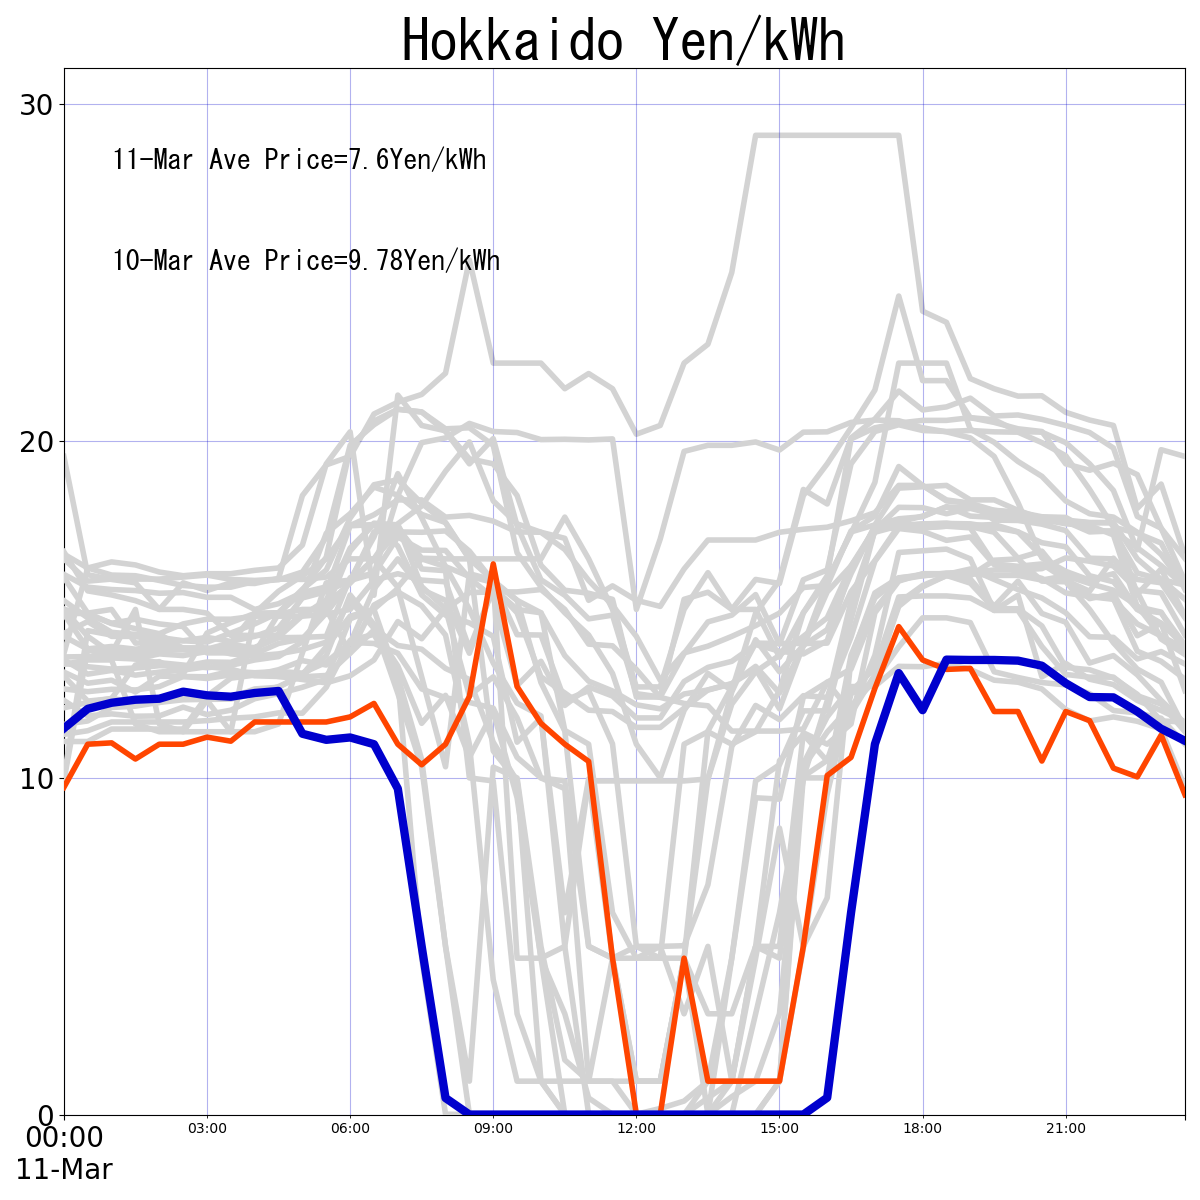 Hokkaido Yen/kWh
30
11-Mar Ave Price=7.6Yen/kWh
10-Mar Ave Price=9.78Yen/kWh
20
10
0
00:00 03:00 06:00 09:00 12:00 15:00 18:00 21:00
11-Mar